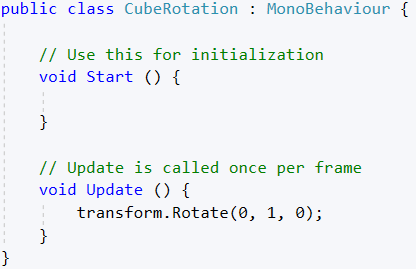 public class CubeRotation : MonoBehaviour {
// Use this for initialization
void Start () {
}
// Update is called once per frame
void Update () {
transform.Rotate(0, 1, 0);
}
}